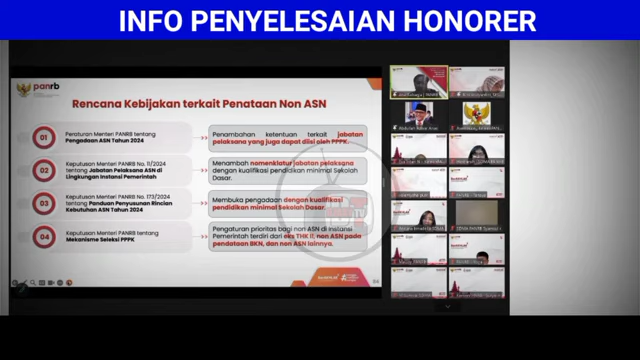 INFO PENYELESAIAN HONORER
panrb
Rencana Kebijakan terkait Penataan Non ASN
01
Peraturan Menteri PANRB tentang
Pengadaan ASN Tahun 2024
Penambahan ketentuan terkait jabatan
pelaksana yang juga dapat diisi oleh PPPK.
02
Keputusan Menteri PANRB No. 11/2024
tentang Jabatan Pelaksana ASN di
Lingkungan Instansi Pemerintah
Menambah nomenklatur jabatan pelaksana
dengan kualifikasi pendidikan minimal Sekolah
Dasar.
03
Keputusan Menteri PANRB No. 173/2024
tentang Panduan Penyusunan Rincian
Kebutuhan ASN Tahun 2024
Membuka pengadaan dengan kualifikasi
pendidikan minimal Sekolah Dasar.
04
Keputusan Menteri PANRB tentang
Mekanisme Seleksi PPPK
Pengaturan prioritas bagi non ASN di Instansi
Pemerintah terdiri dari eks THK II, non ASN pada
pendataan BKN, dan non ASN lainnya.